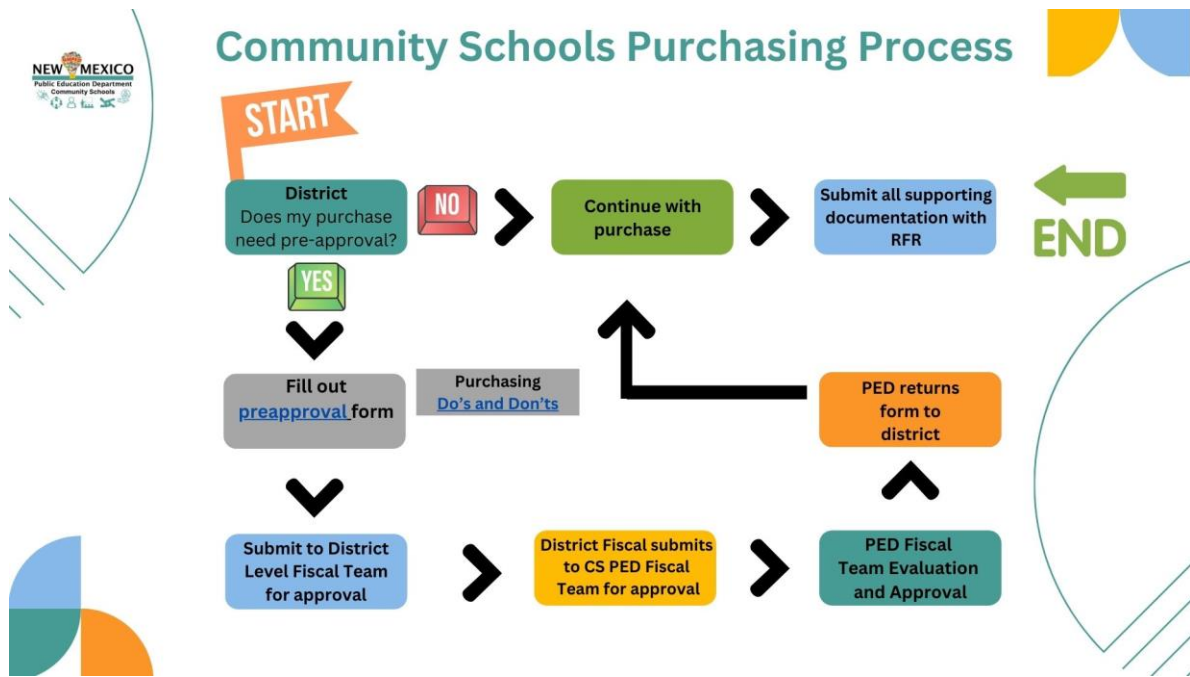 Community Schools Purchasing Process
NEW MEXICO
Public Education Department
Community Schools
START
District
Does my purchase
need pre-approval?
NO
Continue with
purchase
Submit all supporting
documentation with
RFR
END
YES
Fill out
preapproval form
Purchasing
Do's and Don'ts
PED returns
form to
district
Submit to District
Level Fiscal Team
for approval
District Fiscal submits
to CS PED Fiscal
Team for approval
PED Fiscal
Team Evaluation
and Approval